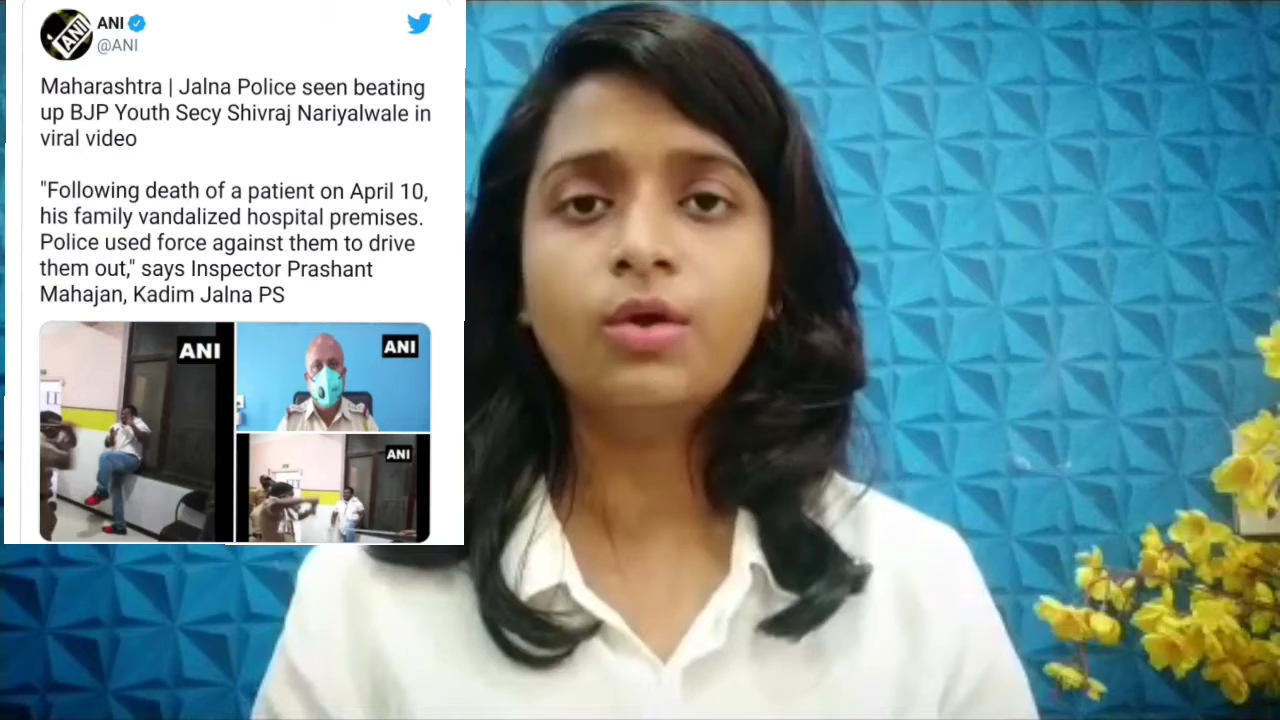 ANI
@ANI
Maharashtra | Jalna Police seen beating
up BJP Youth Secy Shivraj Nariyalwale in
viral video
"Following death of a patient on April 10,
his family vandalized hospital premises.
Police used force against them to drive
them out," says Inspector Prashant
Mahajan, Kadim Jalna PS
ANI
ANI
ANI